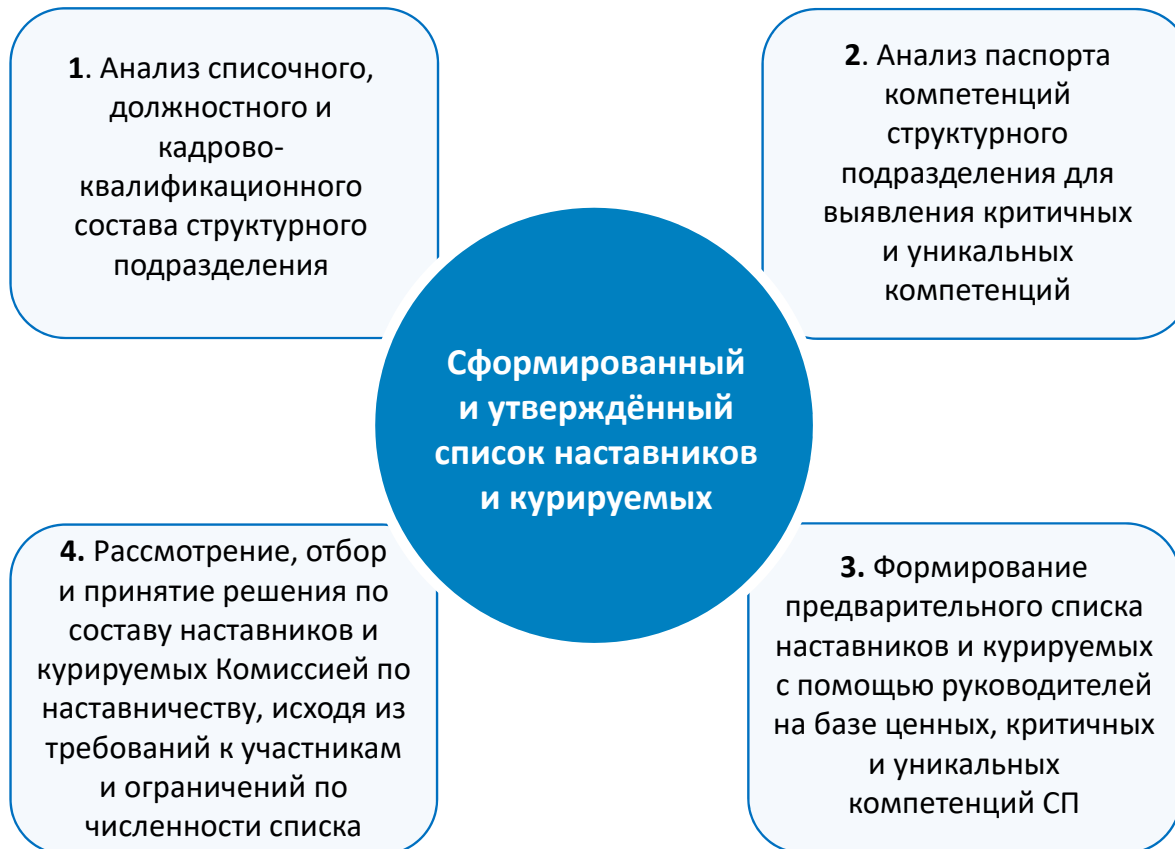 1. Анализ списочного,
должностного и
кадрово-
квалификационного
состава структурного
подразделения
2. Анализ паспорта
компетенций
структурного
подразделения для
выявления критичных
и уникальных
компетенций
Сформированный
и утверждённый
список наставников
и курируемых
4. Рассмотрение, отбор
и принятие решения по
составу наставников и
курируемых Комиссией по
наставничеству, исходя из
требований к участникам
и ограничений по
численности списка
3. Формирование
предварительного списка
наставников и курируемых
с помощью руководителей
на базе ценных, критичных
и уникальных
компетенций СП